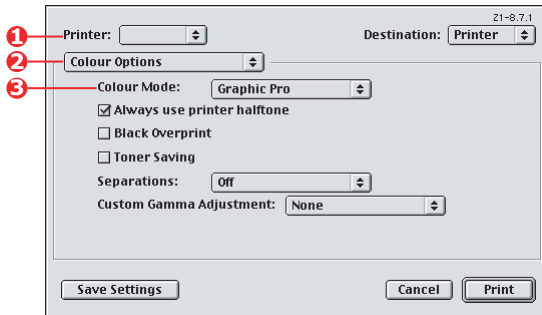 Z1-8.7.1
1 Printer: Destination: Printer
2 Colour Options
3 Colour Mode: Graphic Pro
Always use printer halftone
Black Overprint
Toner Saving
Separations: Off
Custom Gamma Adjustment: None
Save Settings Cancel Print